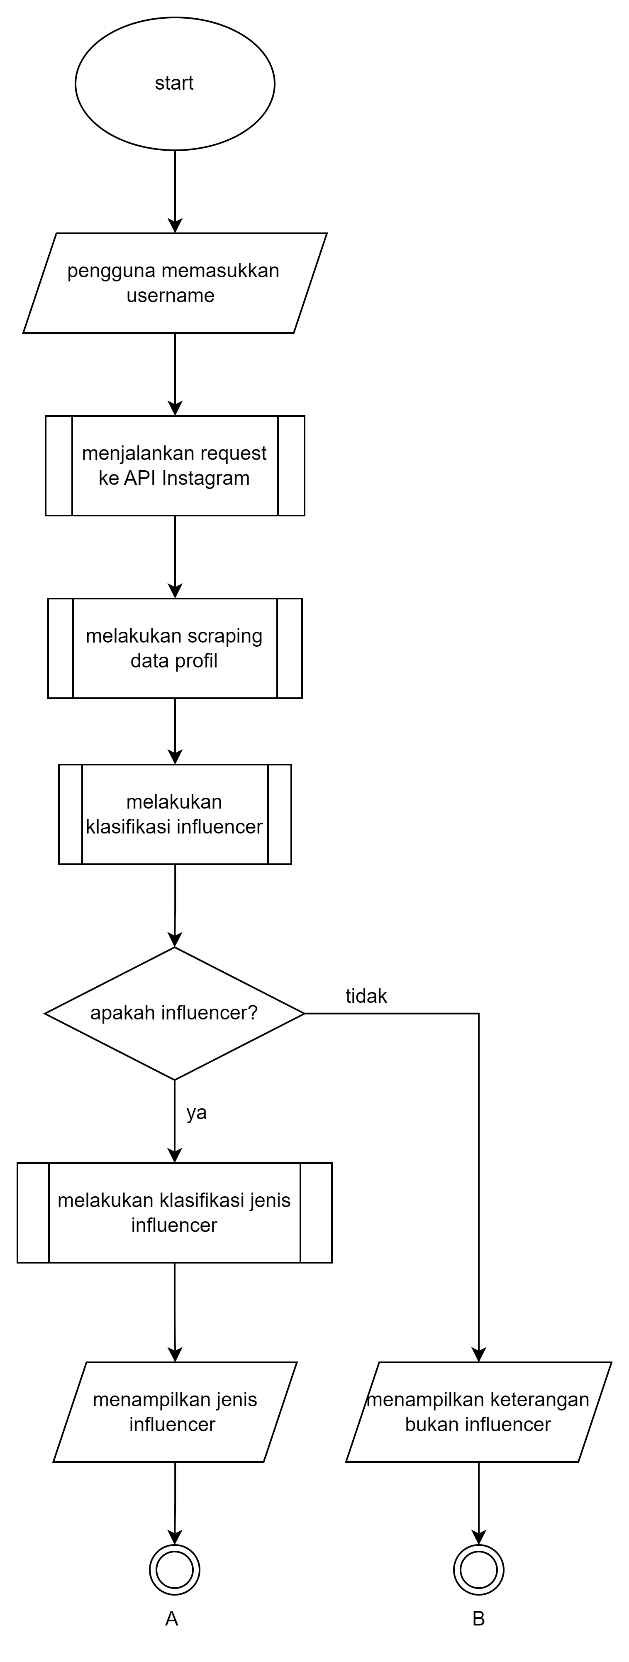 start
pengguna memasukkan
username
menjalankan request
ke API Instagram
melakukan scraping
data profil
melakukan
klasifikasi influencer
apakah influencer?
tidak
ya
melakukan klasifikasi jenis
influencer
menampilkan jenis
influencer
menampilkan keterangan
bukan influencer
A
B